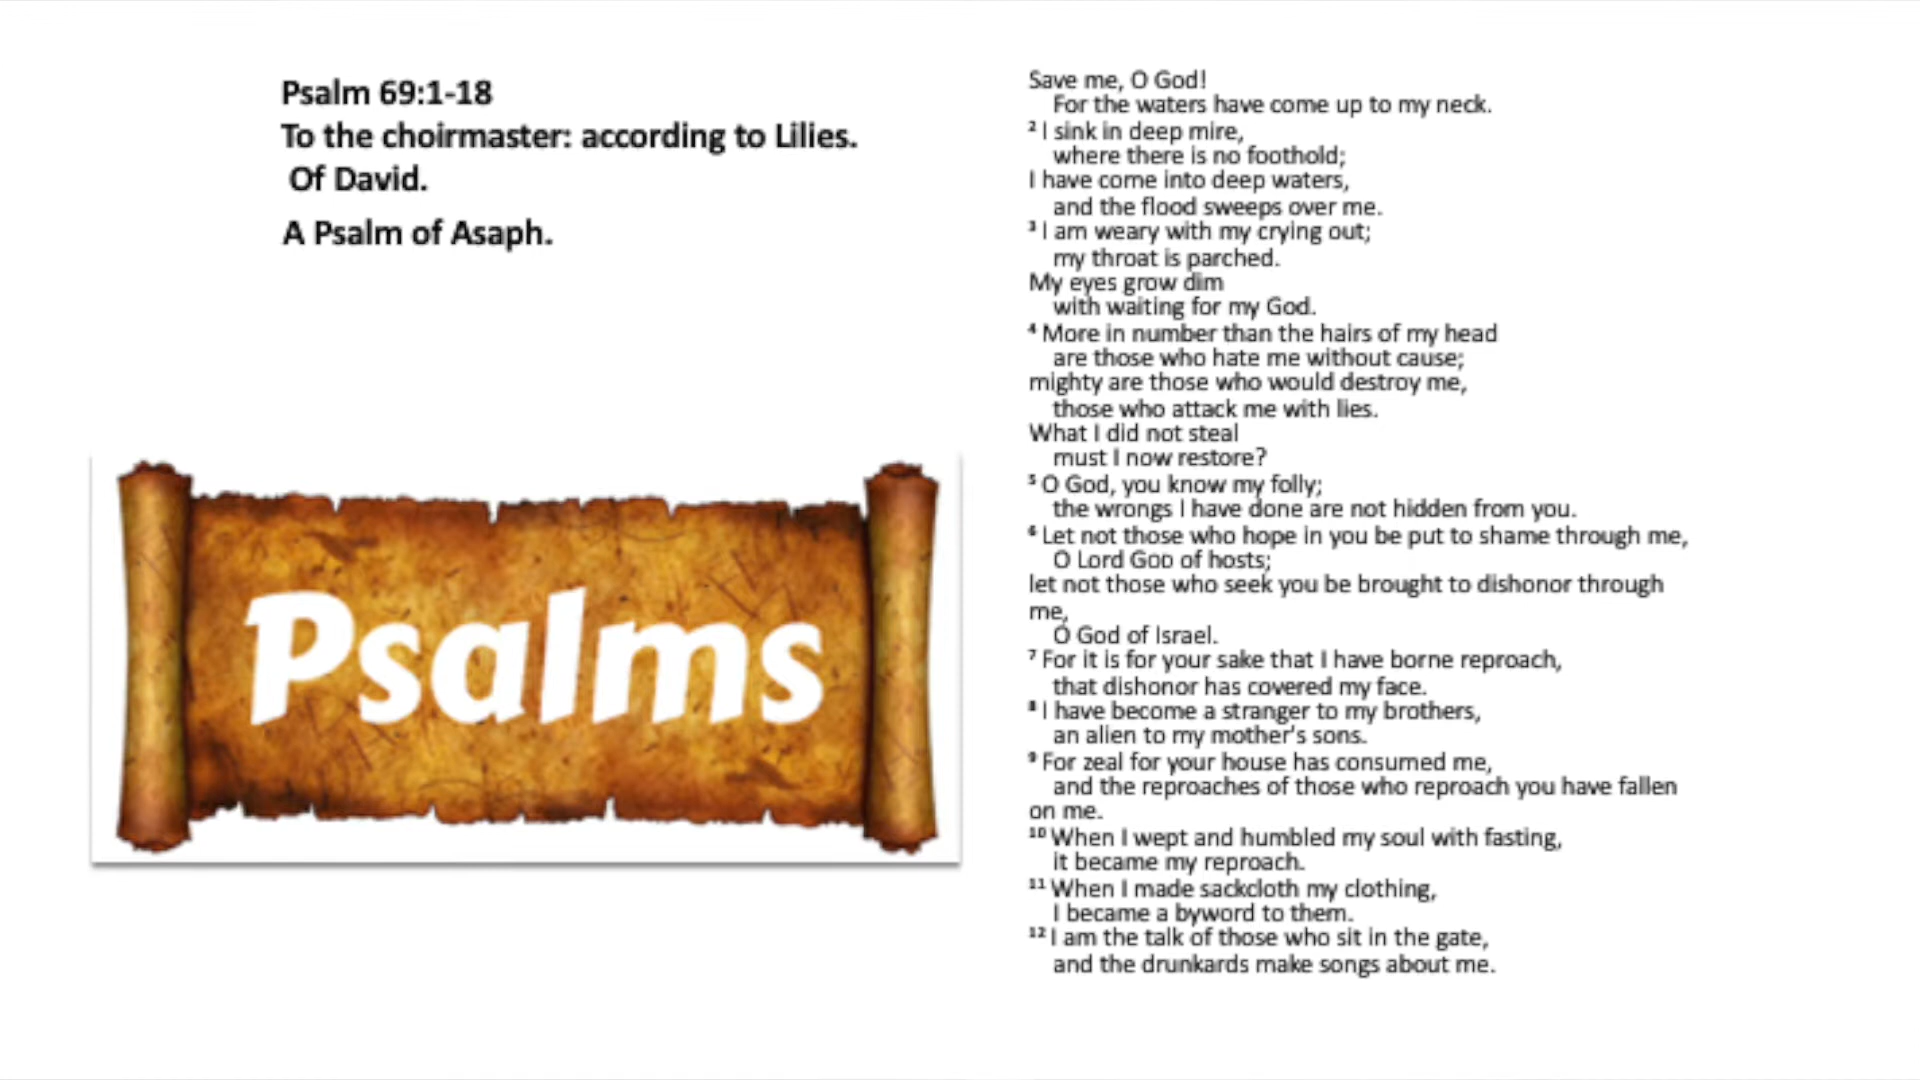 Psalm 69:1-18
To the choirmaster: according to Lilies.
Of David.
A Psalm of Asaph.
Psalms
Save me, O God!
For the waters have come up to my neck.
² I sink in deep mire,
where there is no foothold;
I have come into deep waters,
and the flood sweeps over me.
³ I am weary with my crying out;
my throat is parched.
My eyes grow dim
with waiting for my God.
⁴ More in number than the hairs of my head
are those who hate me without cause;
mighty are those who would destroy me,
those who attack me with lies.
What I did not steal
must I now restore?
⁵ O God, you know my folly;
the wrongs I have done are not hidden from you.
⁶ Let not those who hope in you be put to shame through me,
O Lord GOD of hosts;
let not those who seek you be brought to dishonor through
me,
O God of Israel.
⁷ For it is for your sake that I have borne reproach,
that dishonor has covered my face.
⁸ I have become a stranger to my brothers,
an alien to my mother's sons.
⁹ For zeal for your house has consumed me,
and the reproaches of those who reproach you have fallen
on me.
¹⁰ When I wept and humbled my soul with fasting,
it became my reproach.
¹¹ When I made sackcloth my clothing,
I became a byword to them.
¹² I am the talk of those who sit in the gate,
and the drunkards make songs about me.